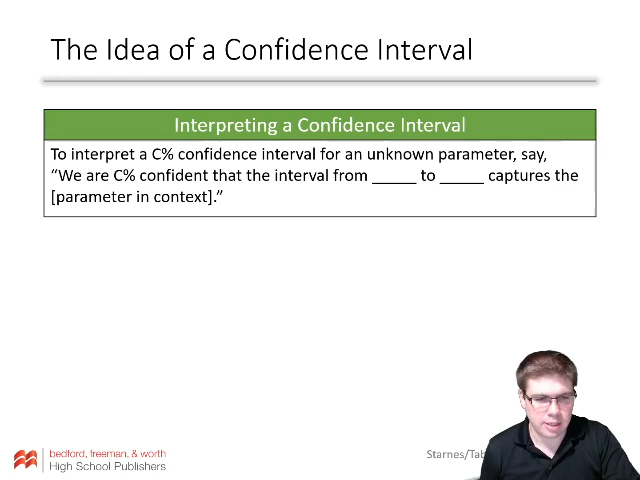 The Idea of a Confidence Interval
Interpreting a Confidence Interval
To interpret a C% confidence interval for an unknown parameter, say,
“We are C% confident that the interval from _____ to _____ captures the
[parameter in context].”
bedford, freeman, & worth
High School Publishers
Starnes/Tab